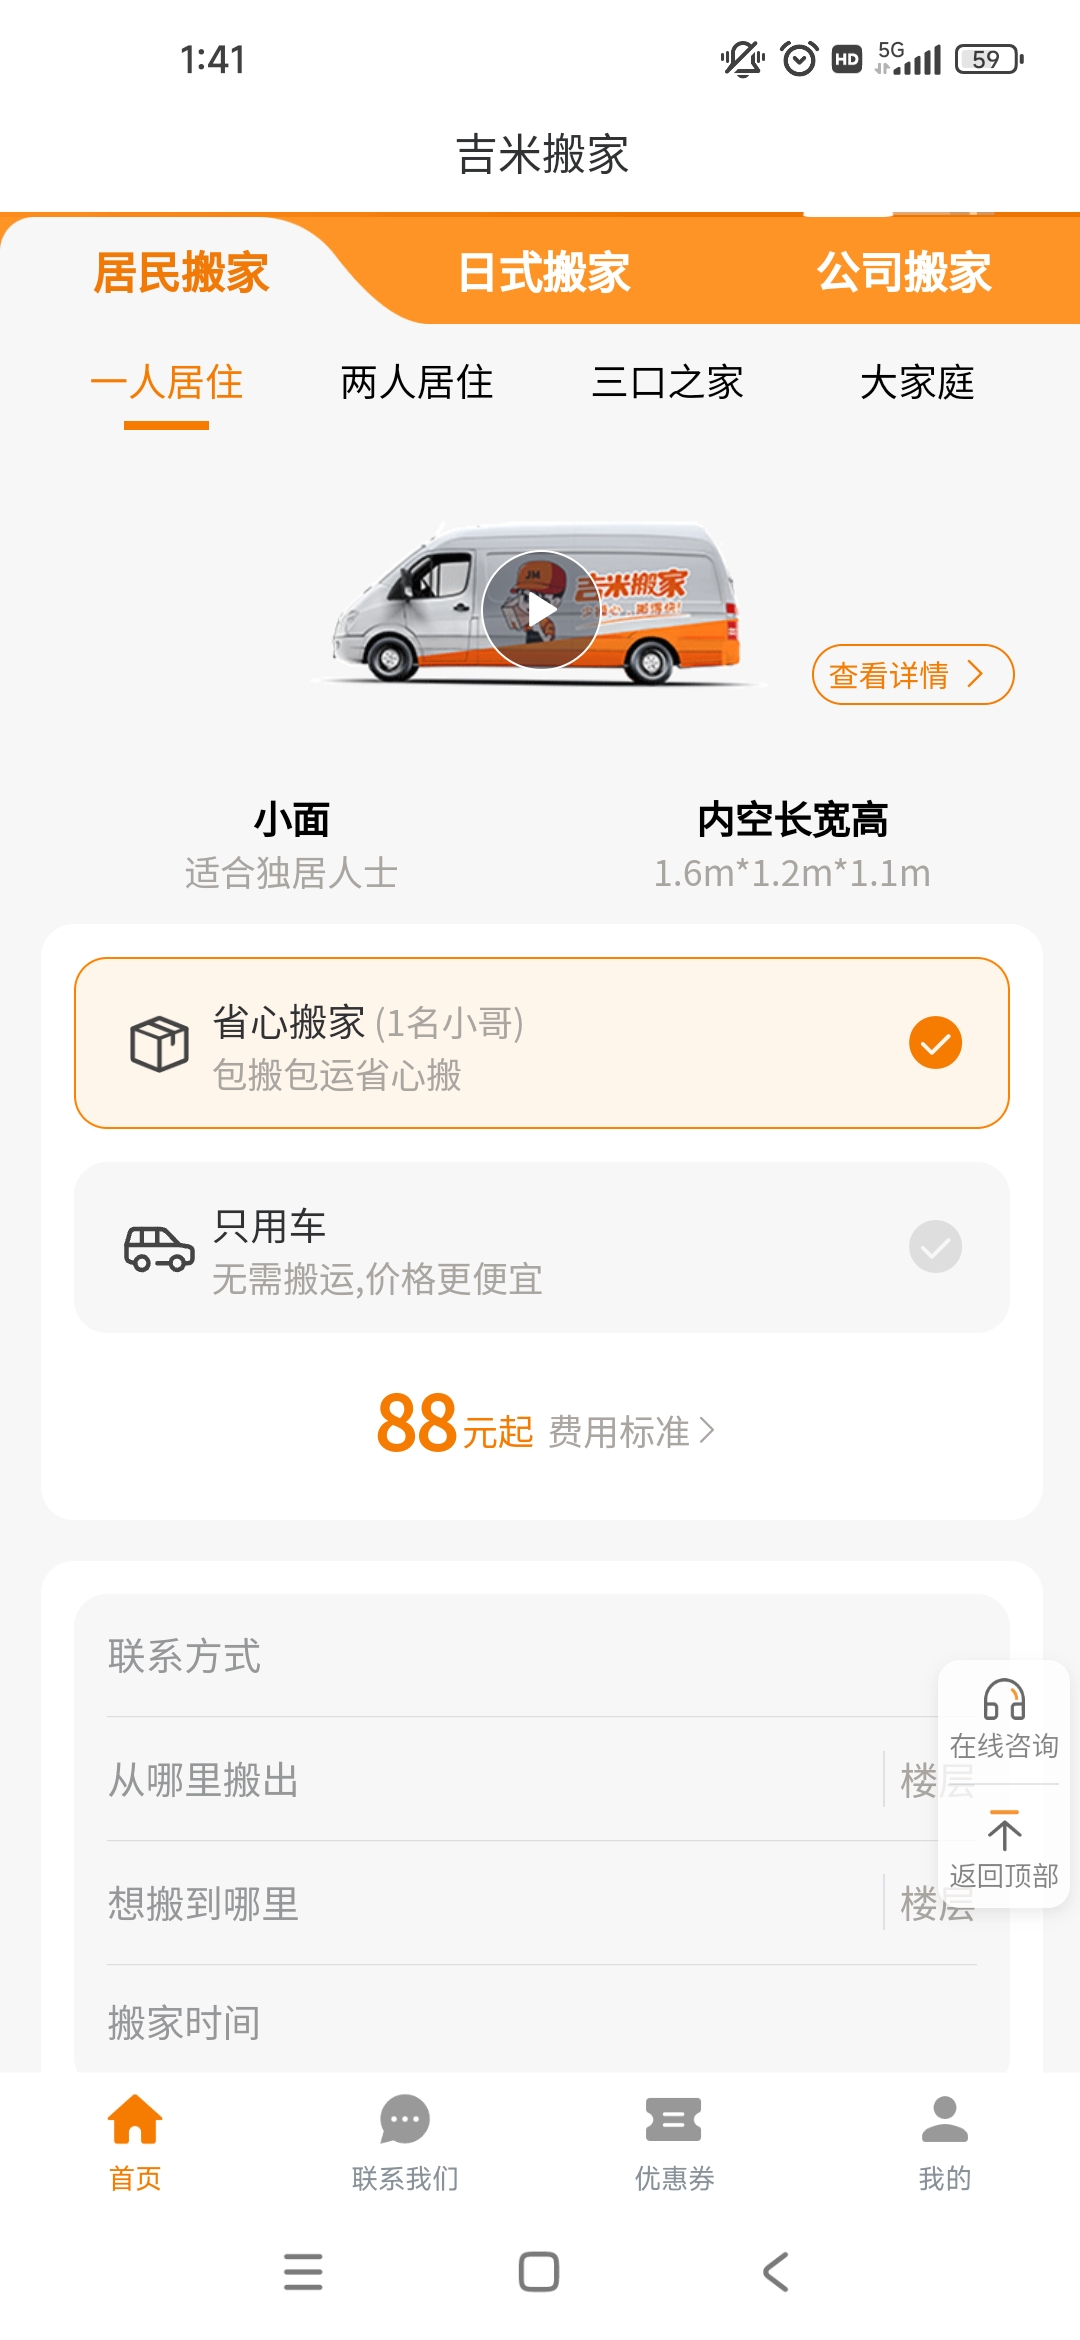 1:41
HD
5G
59
吉米搬家
居民搬家
日式搬家
公司搬家
一人居住
两人居住
三口之家
大家庭
JM
吉米搬家
查看详情
小面
内空长宽高
适合独居人士
1.6m*1.2m*1.1m
省心搬家 (1名小哥)
包搬包运省心搬
只用车
无需搬运,价格更便宜
88元起 费用标准
联系方式
在线咨询
从哪里搬出
楼层
返回顶部
想搬到哪里
楼层
搬家时间
首页
联系我们
优惠券
我的